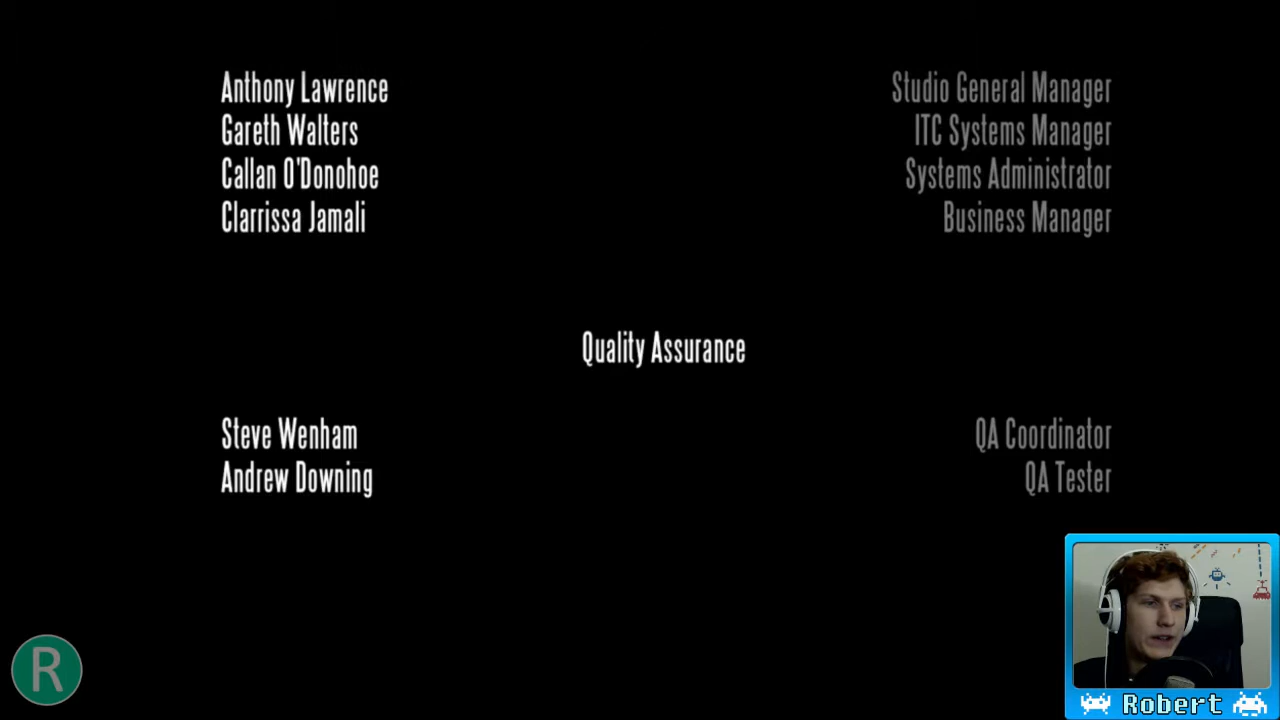 Anthony Lawrence Studio General Manager
Gareth Walters ITC Systems Manager
Callan O'Donohoe Systems Administrator
Clarrissa Jamali Business Manager
Quality Assurance
Steve Wenham QA Coordinator
Andrew Downing QA Tester
R
Robert